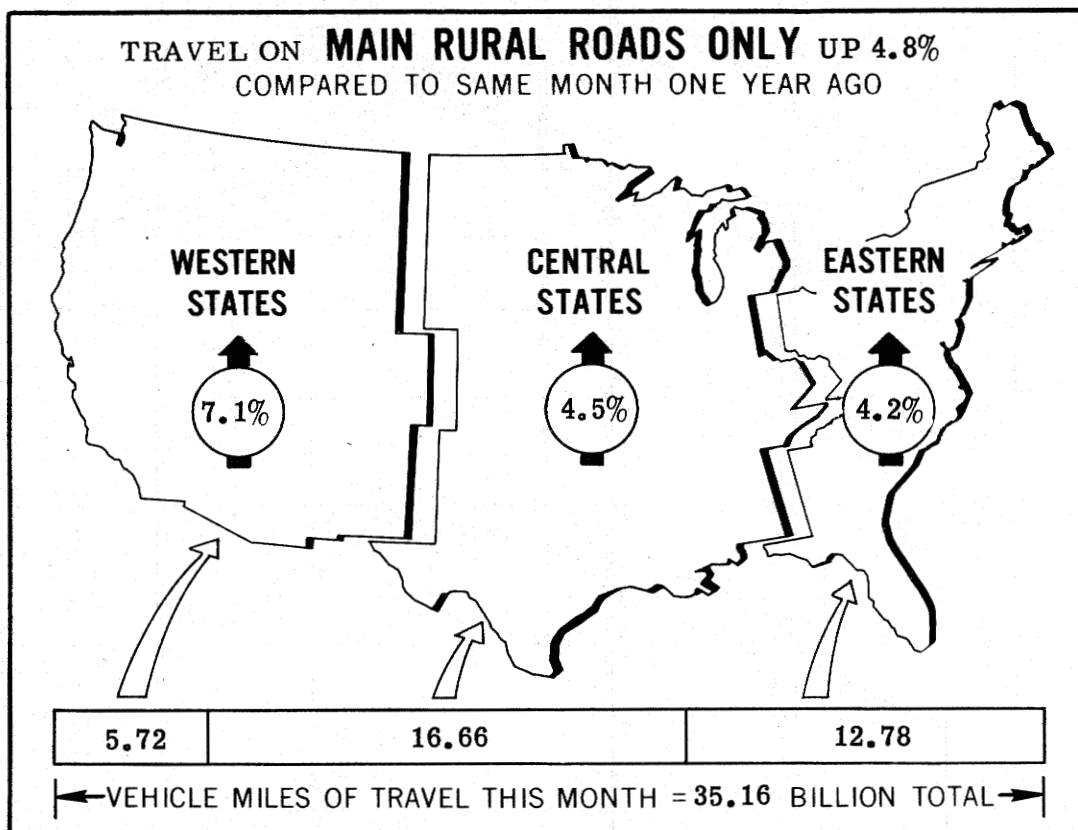 TRAVEL ON MAIN RURAL ROADS ONLY UP 4.8%
COMPARED TO SAME MONTH ONE YEAR AGO
WESTERN
STATES
7.1%
CENTRAL
STATES
4.5%
EASTERN
STATES
4.2%
5.72 16.66 12.78
VEHICLE MILES OF TRAVEL THIS MONTH = 35.16 BILLION TOTAL